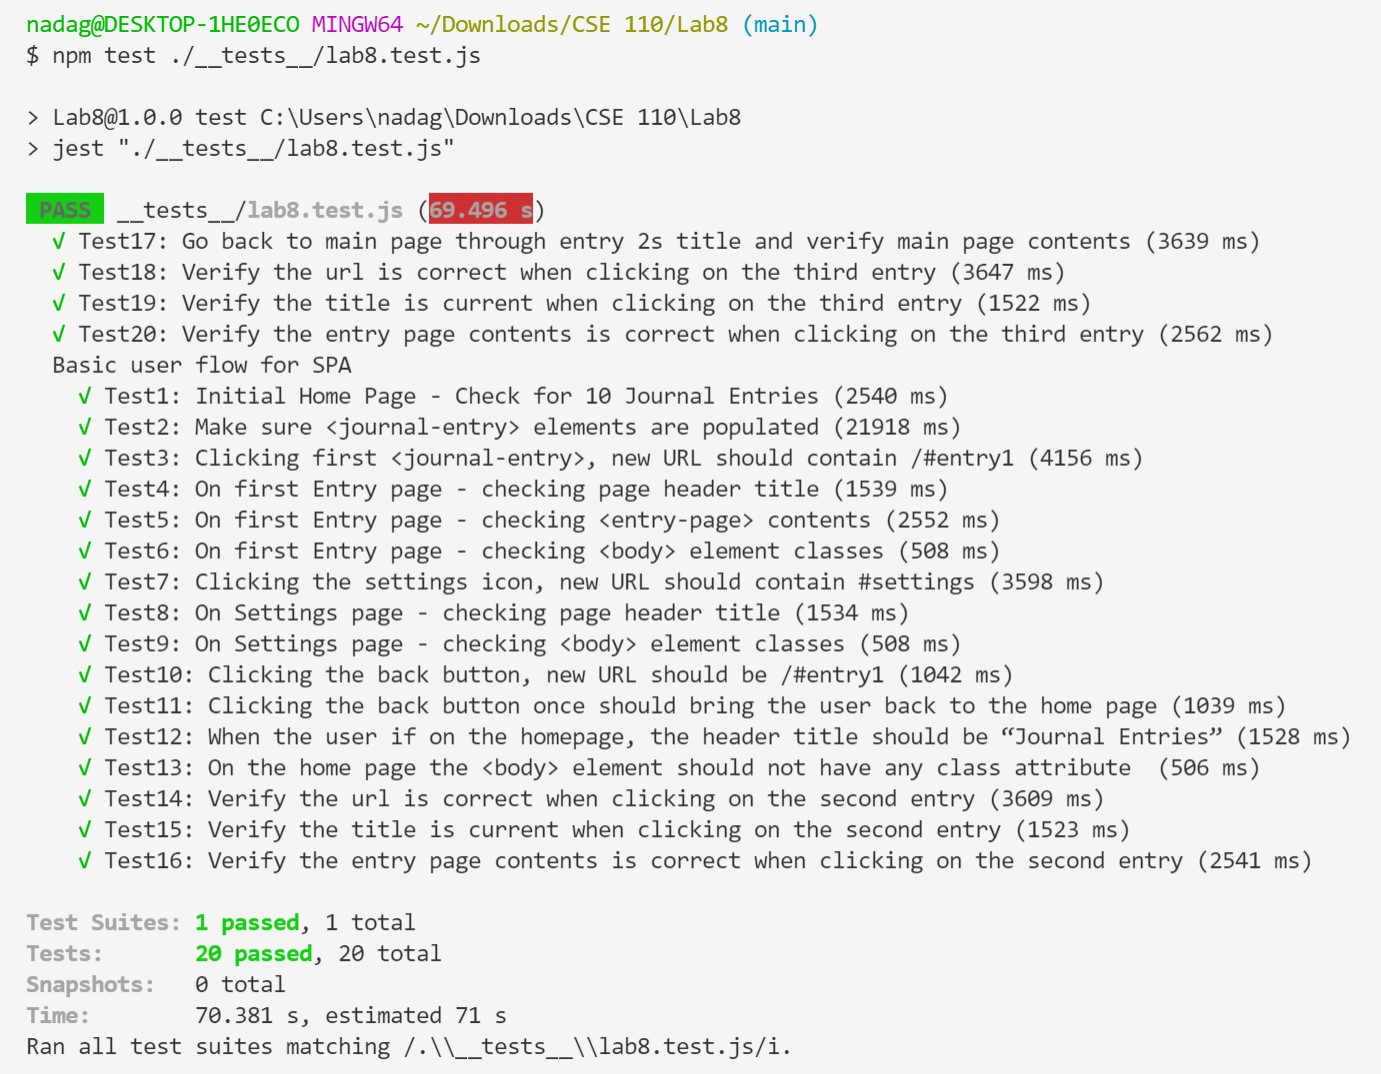 nadag@DESKTOP-1HE0ECO MINGW64 ~/Downloads/CSE 110/Lab8 (main)
$ npm test ./__tests__/lab8.test.js
> Lab8@1.0.0 test C:\Users\nadag\Downloads\CSE 110\Lab8
> jest "./__tests__/lab8.test.js"
PASS __tests__/lab8.test.js (69.496 s)
√ Test17: Go back to main page through entry 2s title and verify main page contents (3639 ms)
√ Test18: Verify the url is correct when clicking on the third entry (3647 ms)
√ Test19: Verify the title is current when clicking on the third entry (1522 ms)
√ Test20: Verify the entry page contents is correct when clicking on the third entry (2562 ms)
Basic user flow for SPA
√ Test1: Initial Home Page - Check for 10 Journal Entries (2540 ms)
√ Test2: Make sure <journal-entry> elements are populated (21918 ms)
√ Test3: Clicking first <journal-entry>, new URL should contain /#entry1 (4156 ms)
√ Test4: On first Entry page - checking page header title (1539 ms)
√ Test5: On first Entry page - checking <entry-page> contents (2552 ms)
√ Test6: On first Entry page - checking <body> element classes (508 ms)
√ Test7: Clicking the settings icon, new URL should contain #settings (3598 ms)
√ Test8: On Settings page - checking page header title (1534 ms)
√ Test9: On Settings page - checking <body> element classes (508 ms)
√ Test10: Clicking the back button, new URL should be /#entry1 (1042 ms)
√ Test11: Clicking the back button once should bring the user back to the home page (1039 ms)
√ Test12: When the user if on the homepage, the header title should be “Journal Entries” (1528 ms)
√ Test13: On the home page the <body> element should not have any class attribute  (506 ms)
√ Test14: Verify the url is correct when clicking on the second entry (3609 ms)
√ Test15: Verify the title is current when clicking on the second entry (1523 ms)
√ Test16: Verify the entry page contents is correct when clicking on the second entry (2541 ms)
Test Suites: 1 passed, 1 total
Tests: 20 passed, 20 total
Snapshots: 0 total
Time: 70.381 s, estimated 71 s
Ran all test suites matching /.\\__tests__\\lab8.test.js/i.